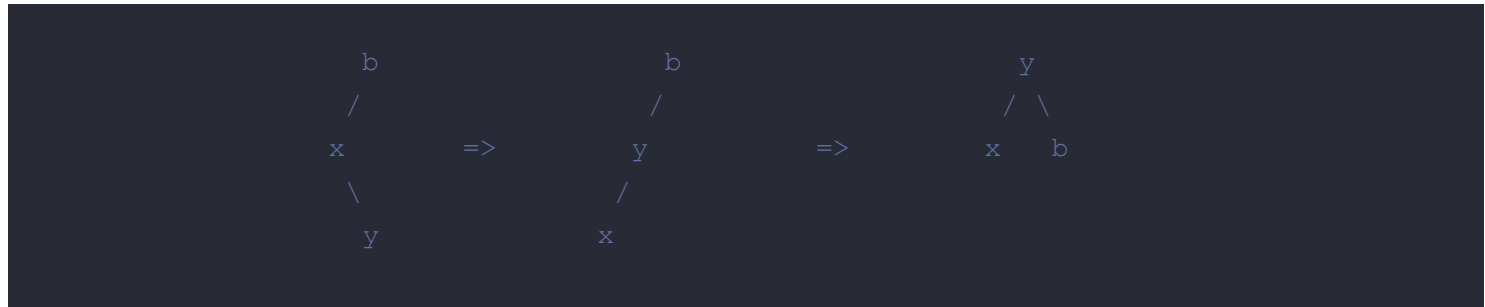 b                  b                     y
/                  /                     / \
x       =>        y          =>         x   b
\                /
y              x